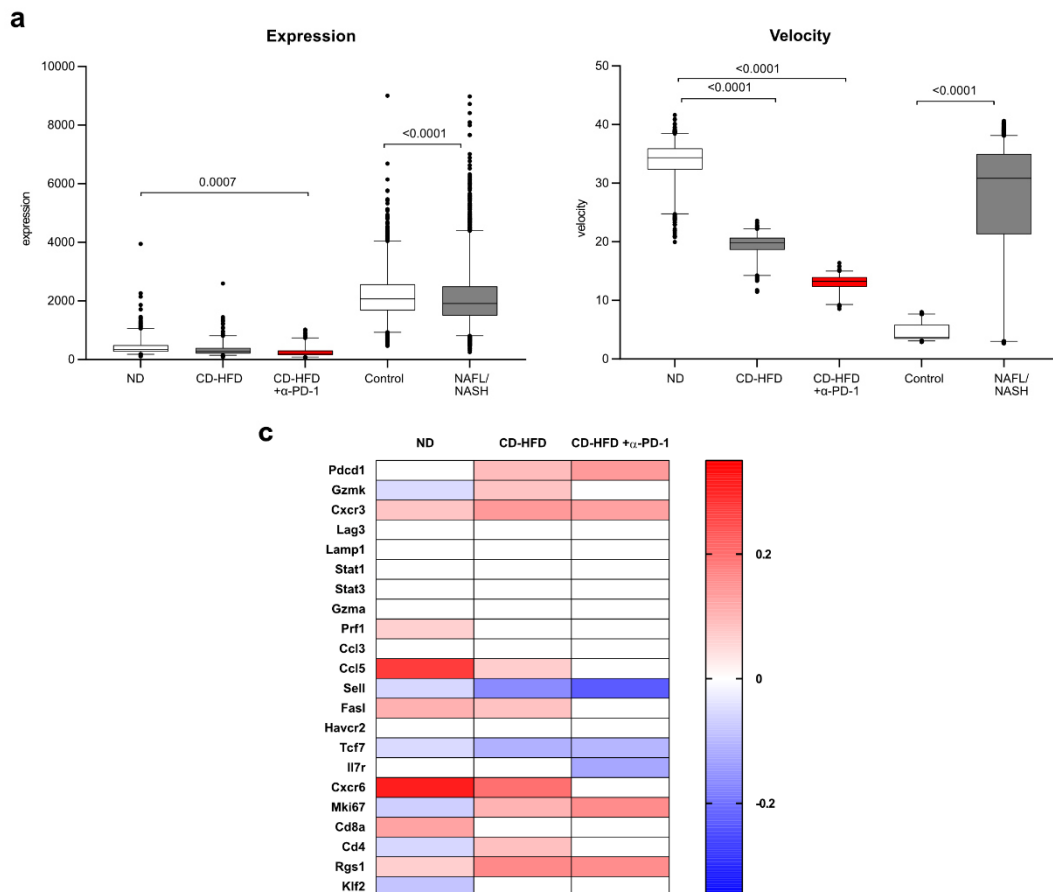 a
Expression
Velocity
expression
10000
8000
6000
4000
2000
0
<0.0001
0.0007
ND
CD-HFD
CD-HFD
+α-PD-1
Control
NAFL/
NASH
velocity
50
40
30
20
10
0
<0.0001
<0.0001
<0.0001
ND
CD-HFD
CD-HFD
+α-PD-1
Control
NAFL/
NASH
c
ND CD-HFD CD-HFD +α-PD-1
Pdcd1
Gzmk
Cxcr3
Lag3
Lamp1
Stat1
Stat3
Gzma
Prf1
Ccl3
Ccl5
Sell
Fasl
Havcr2
Tcf7
Il7r
Cxcr6
Mki67
Cd8a
Cd4
Rgs1
Klf2
0.2
0
-0.2